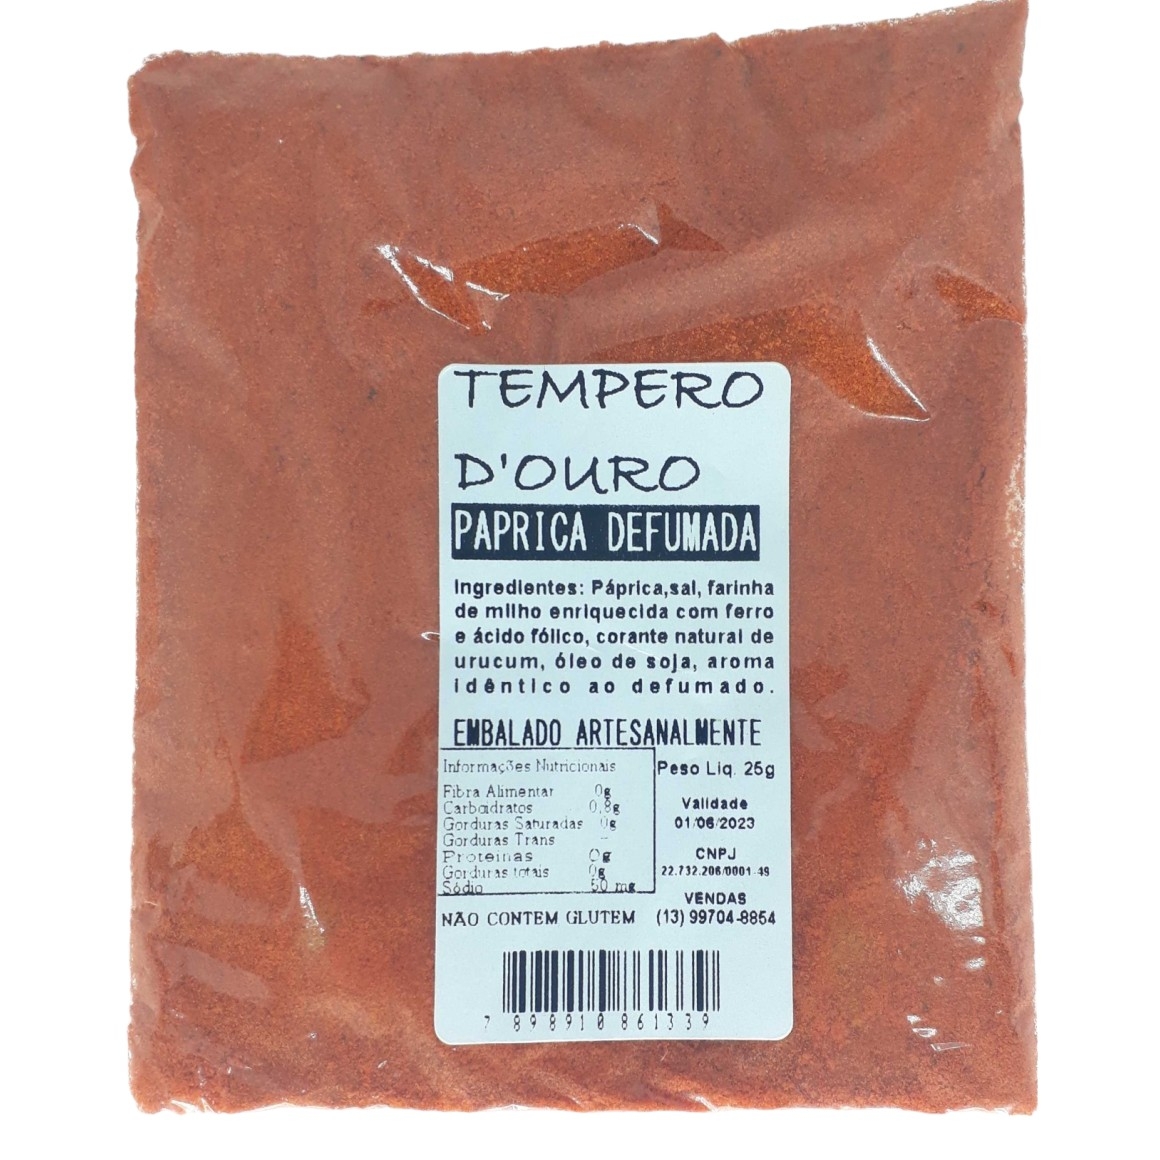 TEMPERO
D'OURO
PAPRICA DEFUMADA
Ingredientes: Páprica,sal, farinha
de milho enriquecida com ferro
e ácido fólico, corante natural de
urucum, óleo de soja, aroma
idêntico ao defumado.
EMBALADO ARTESANALMENTE
Informações Nutricionais
Fibra Alimentar 0g
Carboidratos 0,8g
Gorduras Saturadas 0g
Gorduras Trans --
Proteinas 0g
Gorduras totais 0g
Sódio 50 mg
NÃO CONTEM GLUTEM
Peso Liq. 25g
Validade
01/06/2023
CNPJ
22.732.206/0001-49
VENDAS
(13) 99704-8854
7 898910 861339